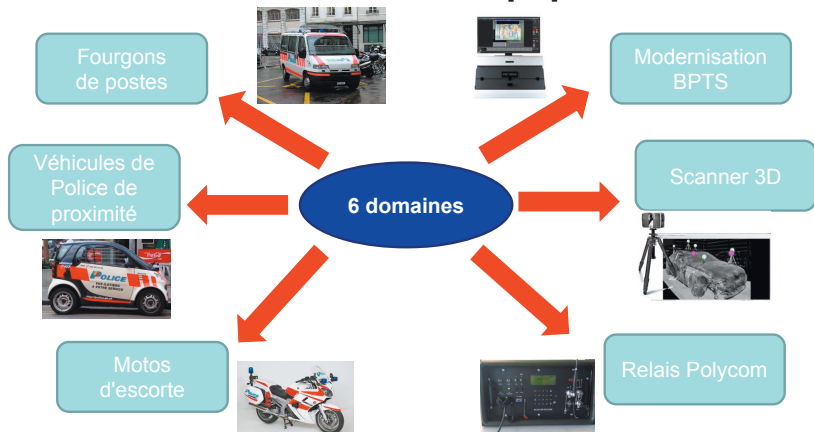 Fourgons
de postes
Modernisation
BPTS
Véhicules de
Police de
proximité
6 domaines
Scanner 3D
POLICE
Motos
d'escorte
Relais Polycom